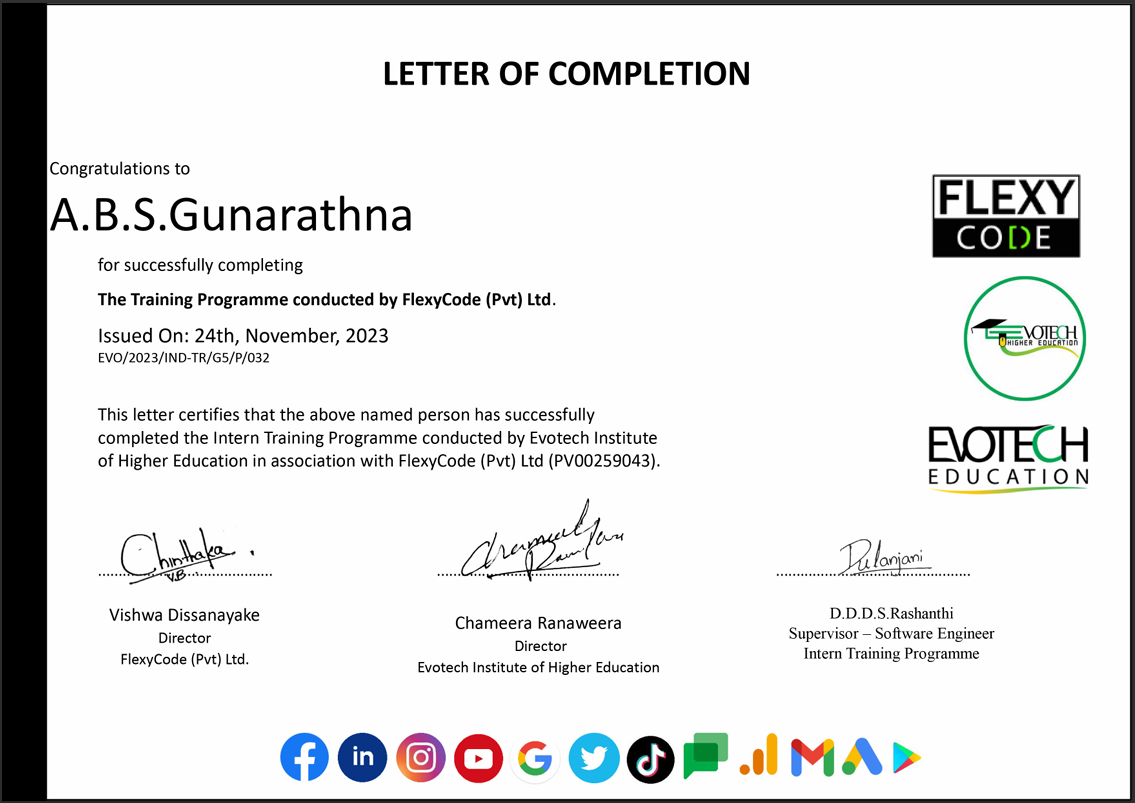 LETTER OF COMPLETION
Congratulations to
A.B.S.Gunarathna
for successfully completing
The Training Programme conducted by FlexyCode (Pvt) Ltd.
Issued On: 24th, November, 2023
EVO/2023/IND-TR/G5/P/032
This letter certifies that the above named person has successfully
completed the Intern Training Programme conducted by Evotech Institute
of Higher Education in association with FlexyCode (Pvt) Ltd (PV00259043).
FLEXY
CODE
EVOTECH
HIGHER EDUCATION
EVOTECH
EDUCATION
Chinthaka
V.B.
Vishwa Dissanayake
Director
FlexyCode (Pvt) Ltd.
Chameera Ranaweera
Director
Evotech Institute of Higher Education
Dulanjani
D.D.D.S.Rashanthi
Supervisor – Software Engineer
Intern Training Programme
in